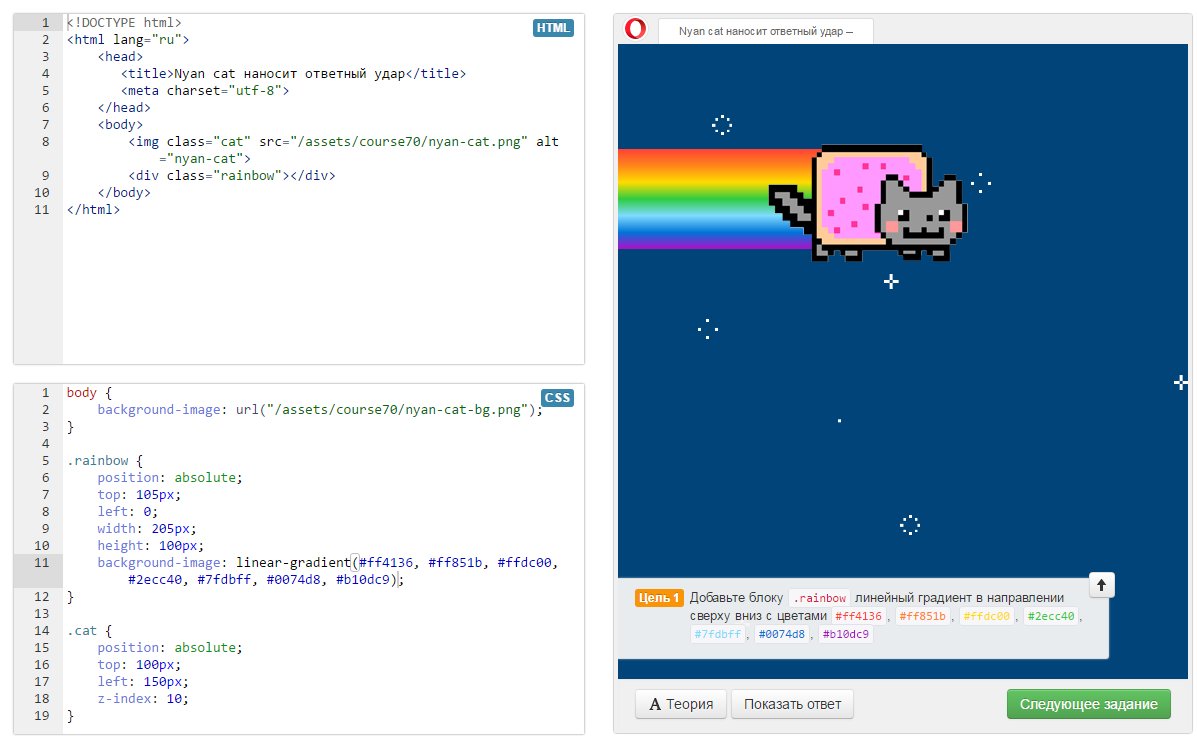 1 <!DOCTYPE html>
HTML
2 <html lang="ru">
3 <head>
4 <title>Nyan cat наносит ответный удар</title>
5 <meta charset="utf-8">
6 </head>
7 <body>
8 <img class="cat" src="/assets/course70/nyan-cat.png" alt
="nyan-cat">
9 <div class="rainbow"></div>
10 </body>
11 </html>
1 body {
CSS
2 background-image: url("/assets/course70/nyan-cat-bg.png");
3 }
4
5 .rainbow {
6 position: absolute;
7 top: 105px;
8 left: 0;
9 width: 205px;
10 height: 100px;
11 background-image: linear-gradient(#ff4136, #ff851b, #ffdc00,
#2ecc40, #7fdbff, #0074d8, #b10dc9);
12 }
13
14 .cat {
15 position: absolute;
16 top: 100px;
17 left: 150px;
18 z-index: 10;
19 }
Nyan cat наносит ответный удар —
Цель 1 Добавьте блоку .rainbow линейный градиент в направлении
сверху вниз с цветами #ff4136, #ff851b, #ffdc00, #2ecc40,
#7fdbff, #0074d8, #b10dc9
A Теория
Показать ответ
Следующее задание